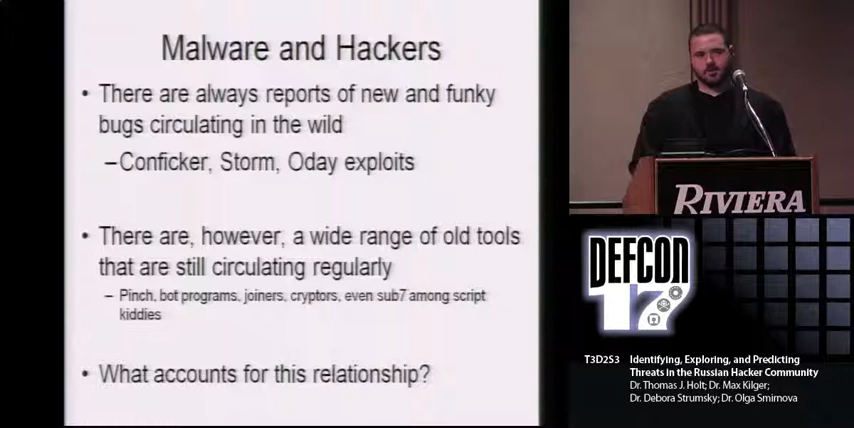 Malware and Hackers
• There are always reports of new and funky
bugs circulating in the wild
–Conficker, Storm, Oday exploits
• There are, however, a wide range of old tools
that are still circulating regularly
– Pinch, bot programs, joiners, cryptors, even sub7 among script
kiddies
• What accounts for this relationship?
RIVIERA
DEFCON
17
T3D2S3 Identifying, Exploring, and Predicting
Threats in the Russian Hacker Community
Dr. Thomas J. Holt; Dr. Max Kilger;
Dr. Debora Strumsky; Dr. Olga Smirnova